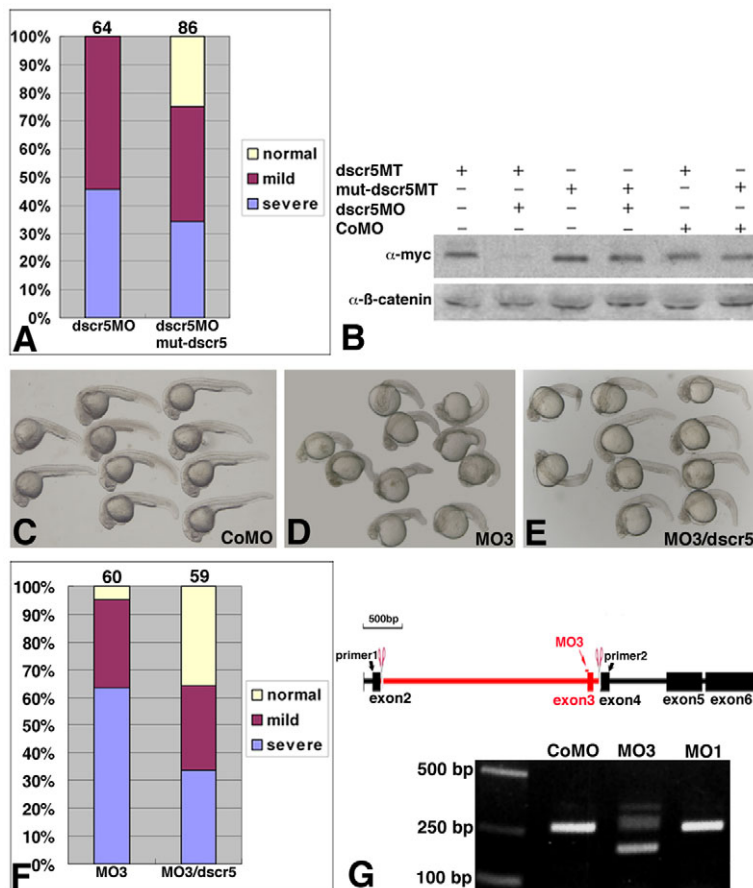 64 86
100%
90%
80%
70%
60%
50%
40%
30%
20%
10%
0%
normal
mild
severe
dscr5MO dscr5MO
mut-dscr5
A
dscr5MT + + − − + −
mut-dscr5MT − − + + − +
dscr5MO − + − + − −
CoMO − − − − + +
α-myc
α-ß-catenin
B
C CoMO
D MO3
E MO3/dscr5
60 59
100%
90%
80%
70%
60%
50%
40%
30%
20%
10%
0%
normal
mild
severe
MO3 MO3/dscr5
F
500bp
MO3
primer1 primer2
exon2 exon3 exon4 exon5 exon6
CoMO MO3 MO1
500 bp
250 bp
100 bp
G